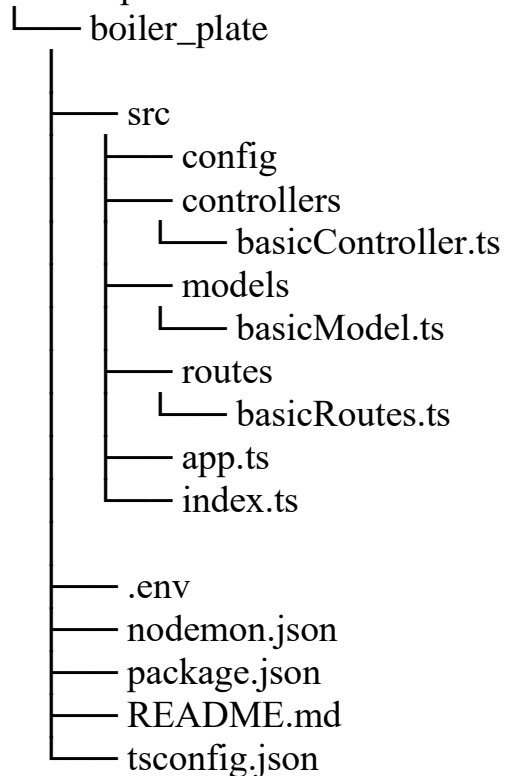 boiler_plate
src
config
controllers
basicController.ts
models
basicModel.ts
routes
basicRoutes.ts
app.ts
index.ts
.env
nodemon.json
package.json
README.md
tsconfig.json